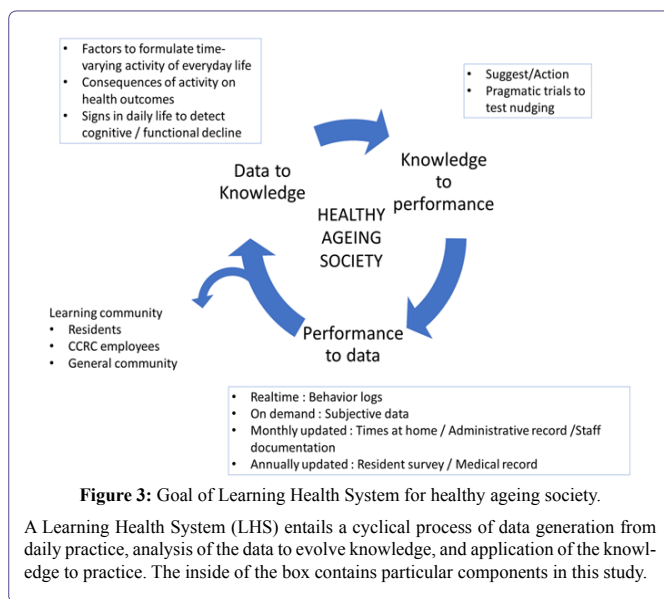 • Factors to formulate time-
varying activity of everyday life
• Consequences of activity on
health outcomes
• Signs in daily life to detect
cognitive / functional decline
• Suggest/Action
• Pragmatic trials to
test nudging
Data to
Knowledge
Knowledge
to
performance
HEALTHY
AGEING
SOCIETY
Performance
to data
Learning community
• Residents
• CCRC employees
• General community
• Realtime : Behavior logs
• On demand : Subjective data
• Monthly updated : Times at home / Administrative record /Staff
documentation
• Annually updated : Resident survey / Medical record
Figure 3: Goal of Learning Health System for healthy ageing society.
A Learning Health System (LHS) entails a cyclical process of data generation from
daily practice, analysis of the data to evolve knowledge, and application of the knowl-
edge to practice. The inside of the box contains particular components in this study.